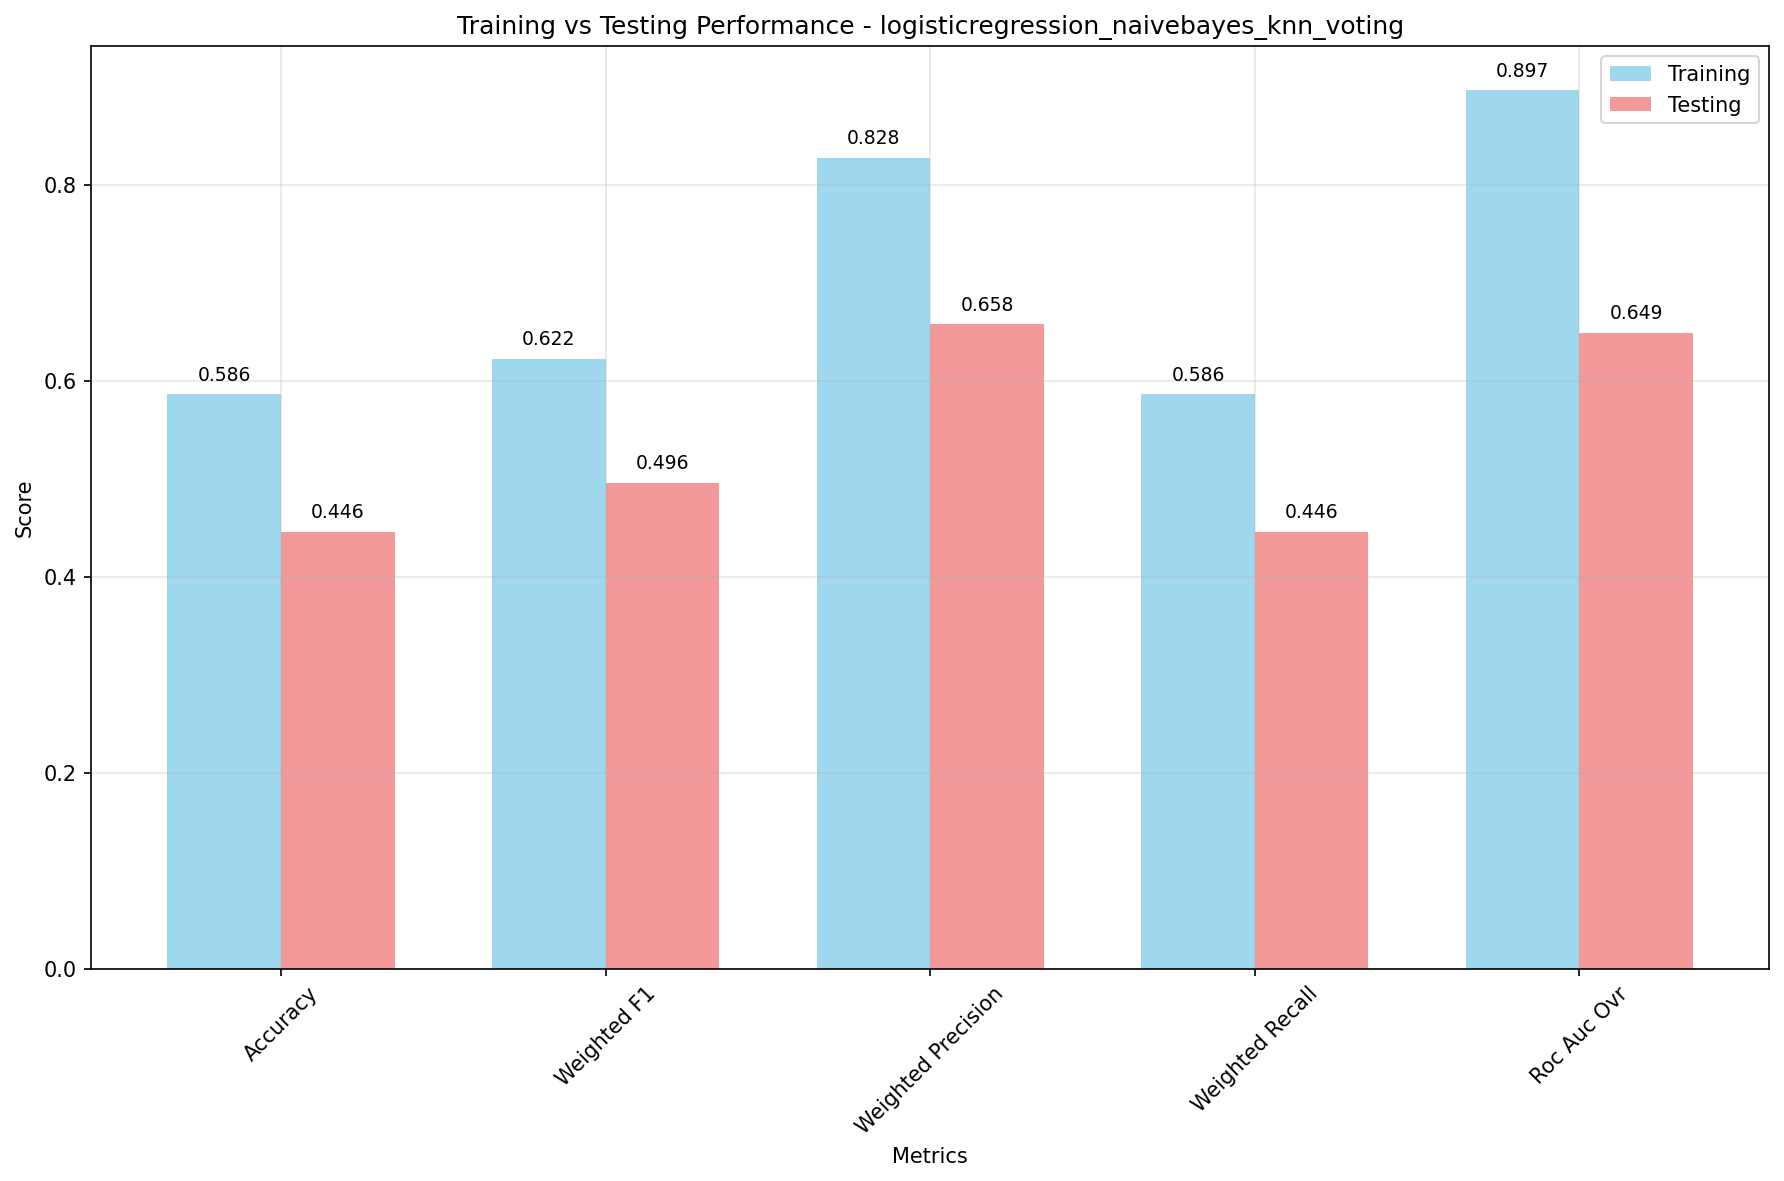 Training vs Testing Performance - logisticregression_naivebayes_knn_voting
Training
Testing
0.897
0.828
0.658
0.649
0.622
0.586
0.586
0.496
0.446
0.446
Score
0.8
0.6
0.4
0.2
0.0
Accuracy
Weighted F1
Weighted Precision
Weighted Recall
Roc Auc Ovr
Metrics